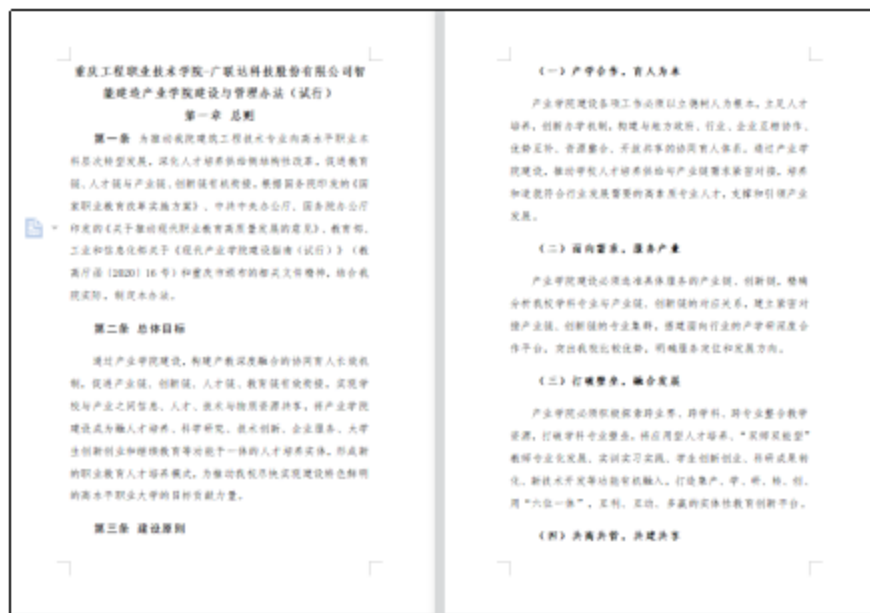 重庆工程职业技术学院-广联达科技股份有限公司智
能建造产业学院建设与管理办法（试行）
第一章 总则
第一条 为推动我院建筑工程技术专业向高水平职业本
科层次转型发展，深化人才培养供给侧结构性改革，促进教育
链、人才链与产业链、创新链有机衔接，根据国务院印发的《国
家职业教育改革实施方案》、中共中央办公厅、国务院办公厅
印发的《关于推动现代职业教育高质量发展的意见》、教育部、
工业和信息化部关于《现代产业学院建设指南（试行）》（教
高厅函〔2020〕16 号）和重庆市颁布的相关文件精神，结合我
院实际，制定本办法。
第二条 总体目标
通过产业学院建设，构建产教深度融合的协同育人长效机
制，促进产业链、创新链、人才链、教育链有效衔接，实现学
校与产业之间信息、人才、技术与物质资源共享，将产业学院
建设成为融人才培养、科学研究、技术创新、企业服务、大学
生创新创业和继续教育等功能于一体的人才培养实体，形成新
的职业教育人才培养模式，为推动我校尽快实现建设特色鲜明
的高水平职业大学的目标贡献力量。
第三条 建设原则
（一）产学合作，育人为本
产业学院建设各项工作必须以立德树人为根本，立足人才
培养，创新办学机制，构建与地方政府、行业、企业互相协作、
优势互补、资源整合、开放共享的协同育人体系。通过产业学
院建设，推动学校人才培养供给与产业链需求紧密对接，培养
和造就符合行业发展需要的高素质专业人才，支撑和引领产业
发展。
（二）面向需求，服务产业
产业学院建设必须选准具体服务的产业链、创新链，精确
分析我校学科专业与产业链、创新链的对应关系，建立紧密对
接产业链、创新链的专业集群，搭建面向行业的产学研深度合
作平台，突出我校比较优势，明确服务定位和发展方向。
（三）打破壁垒，融合发展
产业学院必须积极探索跨业界、跨学科、跨专业整合教学
资源，打破学科专业壁垒，将应用型人才培养、“双师双能型”
教师专业化发展、实训实习实践、学生创新创业、科研成果转
化、新技术开发等功能有机融入，打造集产、学、研、转、创、
用“六位一体”，互利、互动、多赢的实体性教育创新平台。
（四）共商共管，共建共享